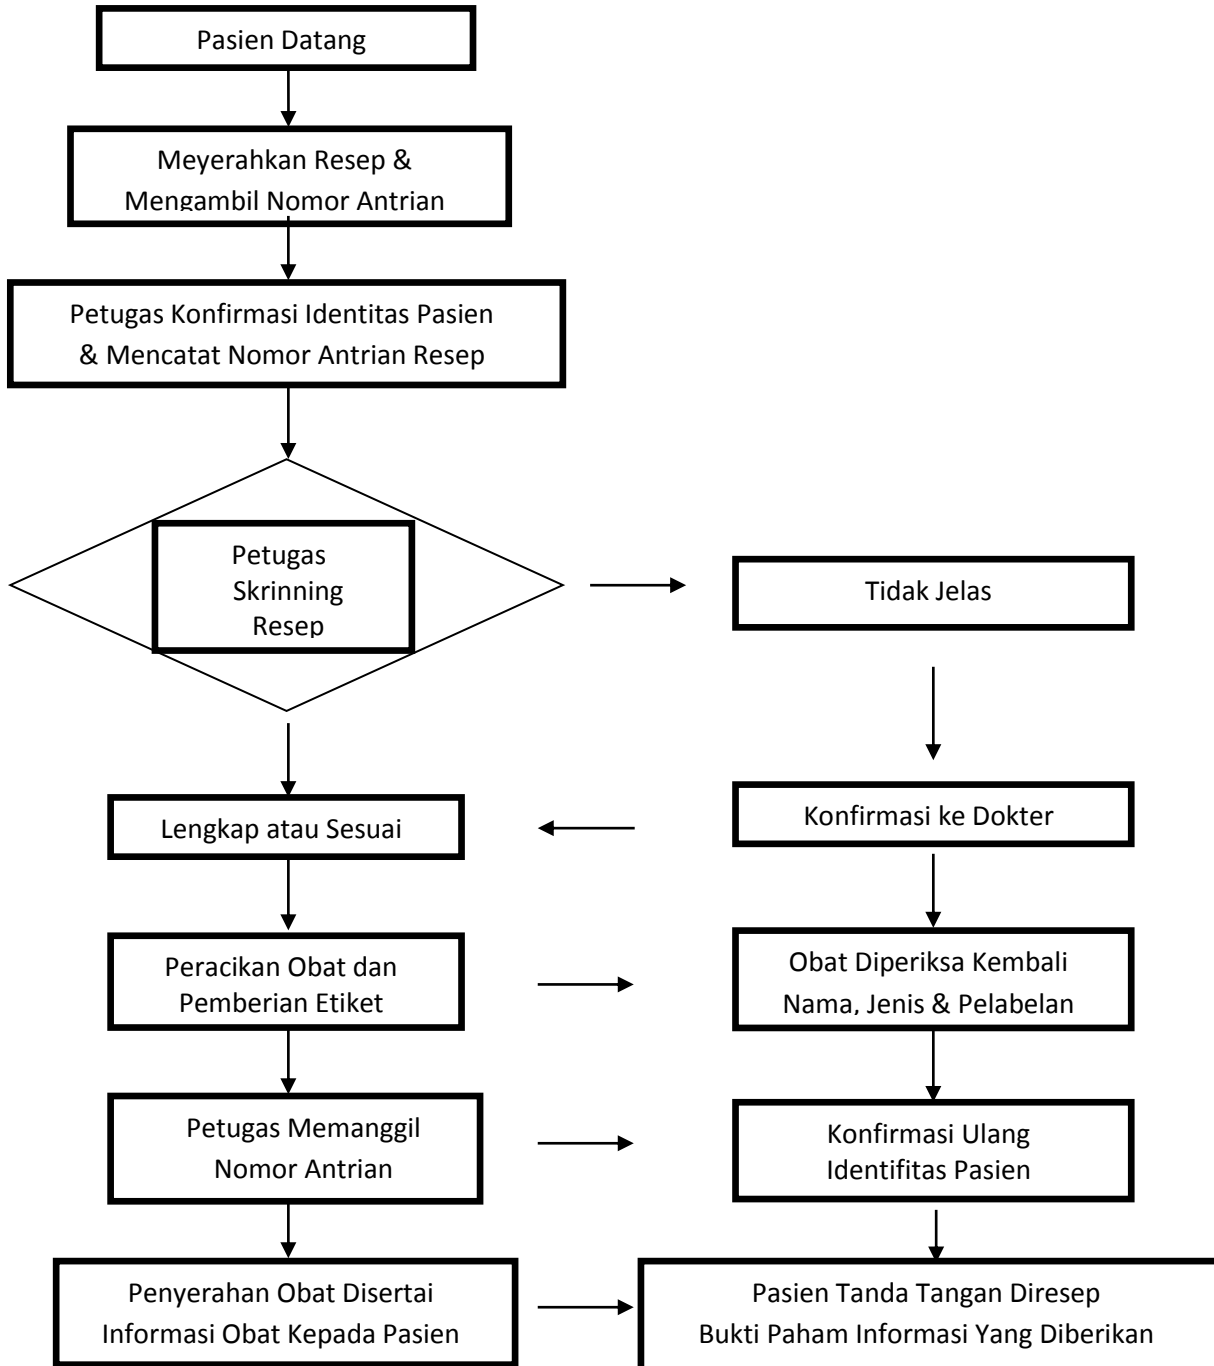 Pasien Datang
Meyerahkan Resep &
Mengambil Nomor Antrian
Petugas Konfirmasi Identitas Pasien
& Mencatat Nomor Antrian Resep
Petugas
Skrinning
Resep
Tidak Jelas
Lengkap atau Sesuai
Konfirmasi ke Dokter
Peracikan Obat dan
Pemberian Etiket
Obat Diperiksa Kembali
Nama, Jenis & Pelabelan
Petugas Memanggil
Nomor Antrian
Konfirmasi Ulang
Identifitas Pasien
Penyerahan Obat Disertai
Informasi Obat Kepada Pasien
Pasien Tanda Tangan Diresep
Bukti Paham Informasi Yang Diberikan